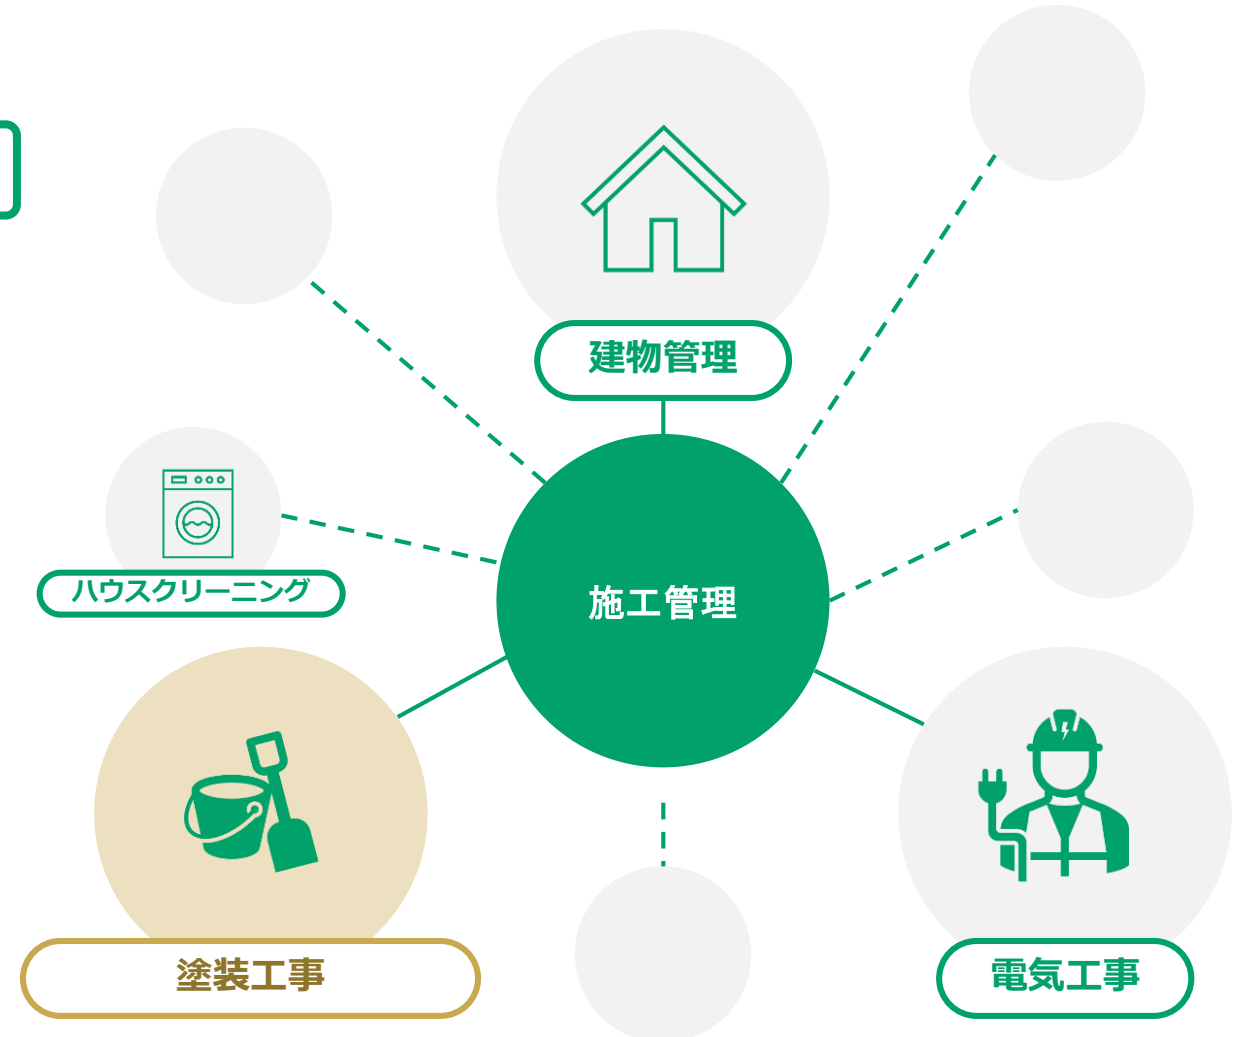 建物管理
ハウスクリーニング
施工管理
塗装工事
電気工事